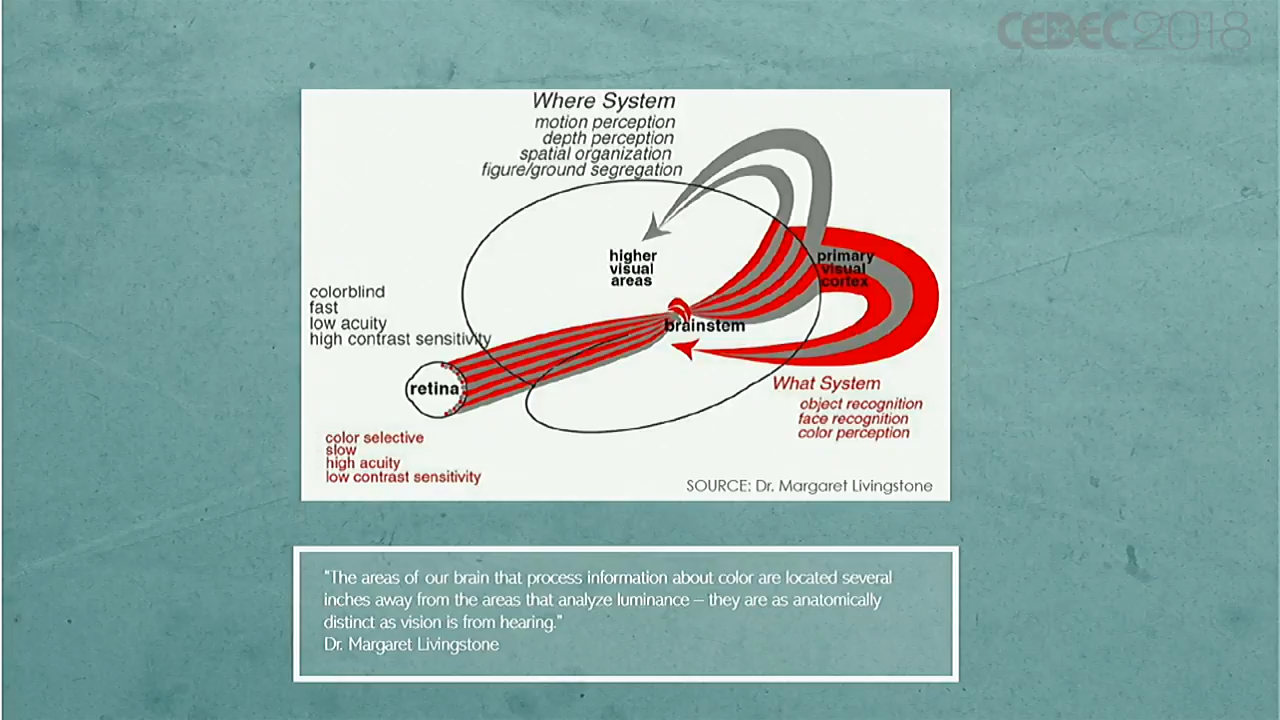 CEDEC2018
Where System
motion perception
depth perception
spatial organization
figure/ground segregation
higher
visual
areas
primary
visual
cortex
colorblind
fast
low acuity
high contrast sensitivity
brainstem
retina
What System
object recognition
face recognition
color perception
color selective
slow
high acuity
low contrast sensitivity
SOURCE: Dr. Margaret Livingstone
"The areas of our brain that process information about color are located several
inches away from the areas that analyze luminance – they are as anatomically
distinct as vision is from hearing."
Dr. Margaret Livingstone